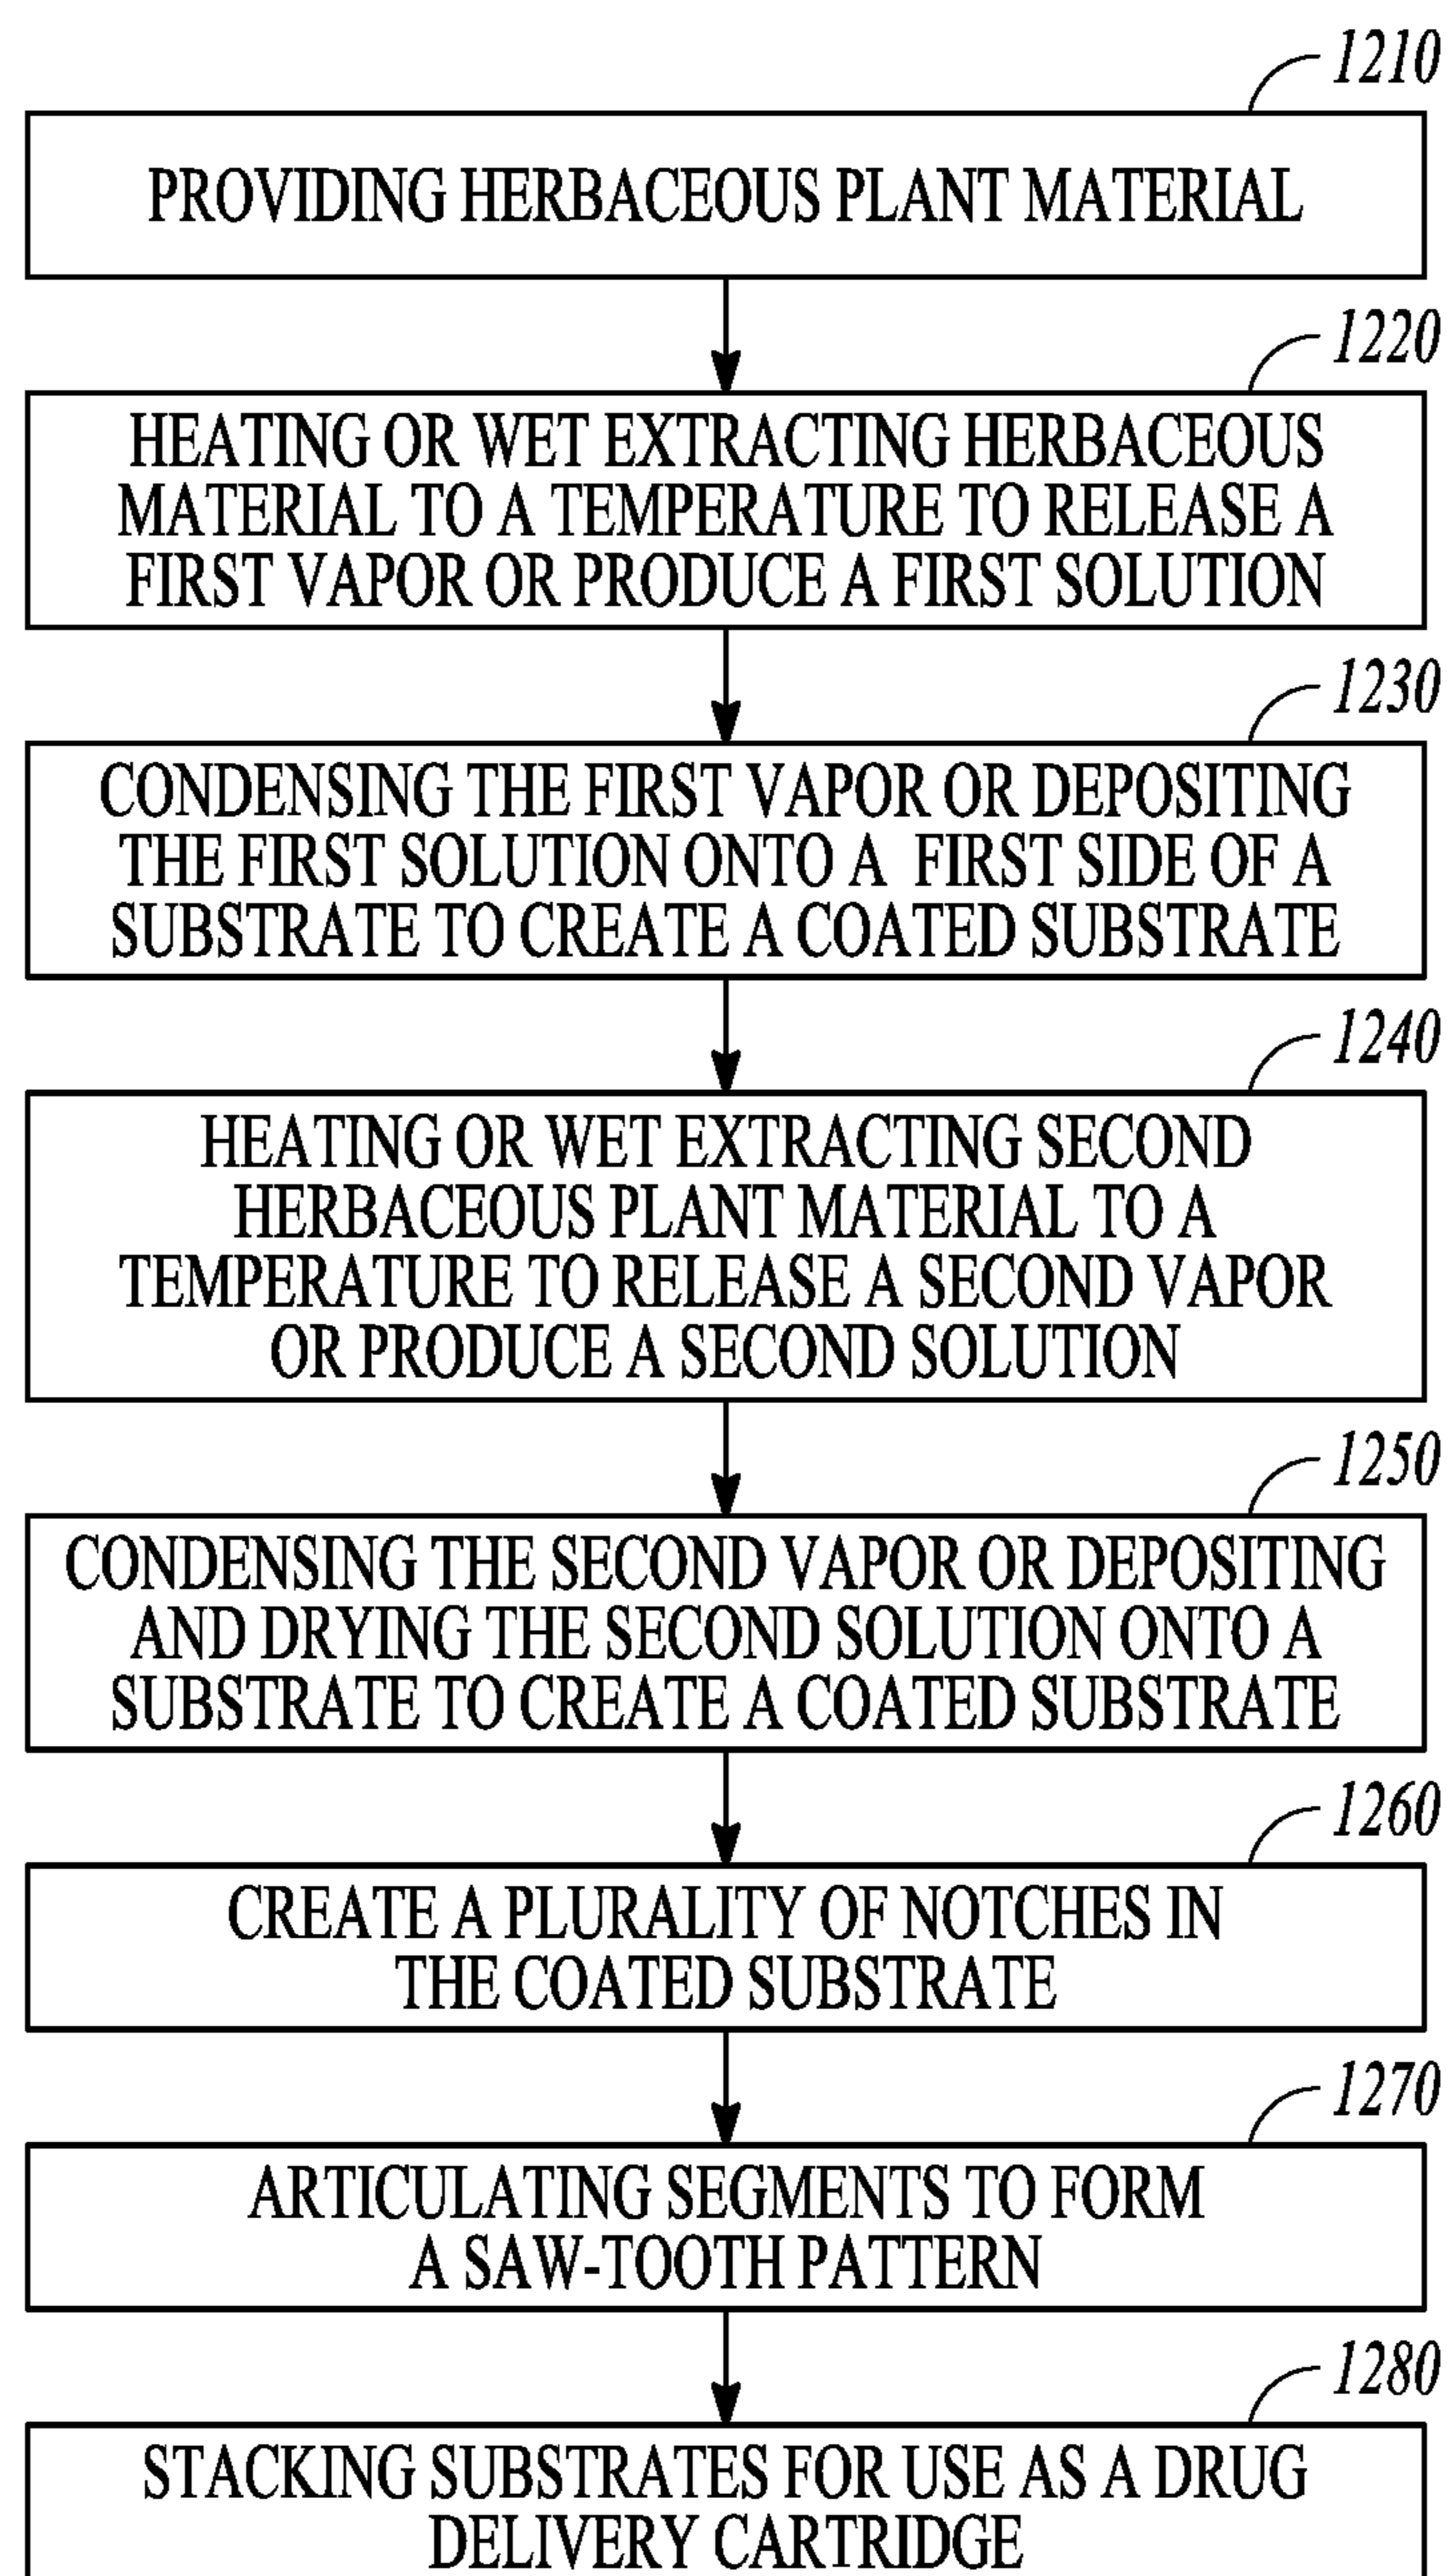 1210
PROVIDING HERBACEOUS PLANT MATERIAL
1220
HEATING OR WET EXTRACTING HERBACEOUS
MATERIAL TO A TEMPERATURE TO RELEASE A
FIRST VAPOR OR PRODUCE A FIRST SOLUTION
1230
CONDENSING THE FIRST VAPOR OR DEPOSITING
THE FIRST SOLUTION ONTO A FIRST SIDE OF A
SUBSTRATE TO CREATE A COATED SUBSTRATE
1240
HEATING OR WET EXTRACTING SECOND
HERBACEOUS PLANT MATERIAL TO A
TEMPERATURE TO RELEASE A SECOND VAPOR
OR PRODUCE A SECOND SOLUTION
1250
CONDENSING THE SECOND VAPOR OR DEPOSITING
AND DRYING THE SECOND SOLUTION ONTO A
SUBSTRATE TO CREATE A COATED SUBSTRATE
1260
CREATE A PLURALITY OF NOTCHES IN
THE COATED SUBSTRATE
1270
ARTICULATING SEGMENTS TO FORM
A SAW-TOOTH PATTERN
1280
STACKING SUBSTRATES FOR USE AS A DRUG
DELIVERY CARTRIDGE